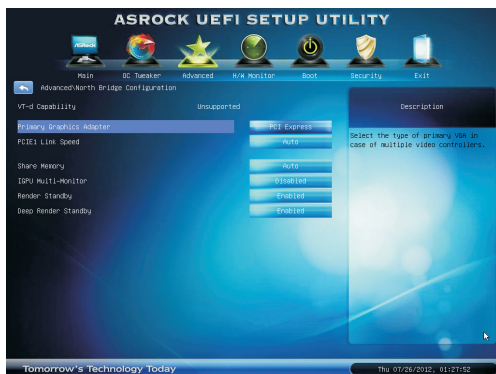 ASROCK UEFI SETUP UTILITY
ASRock
Main OC Tweaker Advanced H/W Monitor Boot Security Exit
Advanced\North Bridge Configuration
Description
VT-d Capability Unsupported
Primary Graphics Adapter PCI Express
Select the type of primary VGA in
case of multiple video controllers.
PCIE1 Link Speed Auto
Share Memory Auto
IGPU Multi-Monitor Disabled
Render Standby Enabled
Deep Render Standby Enabled
Tomorrow's Technology Today
Thu 07/26/2012, 01:27:52